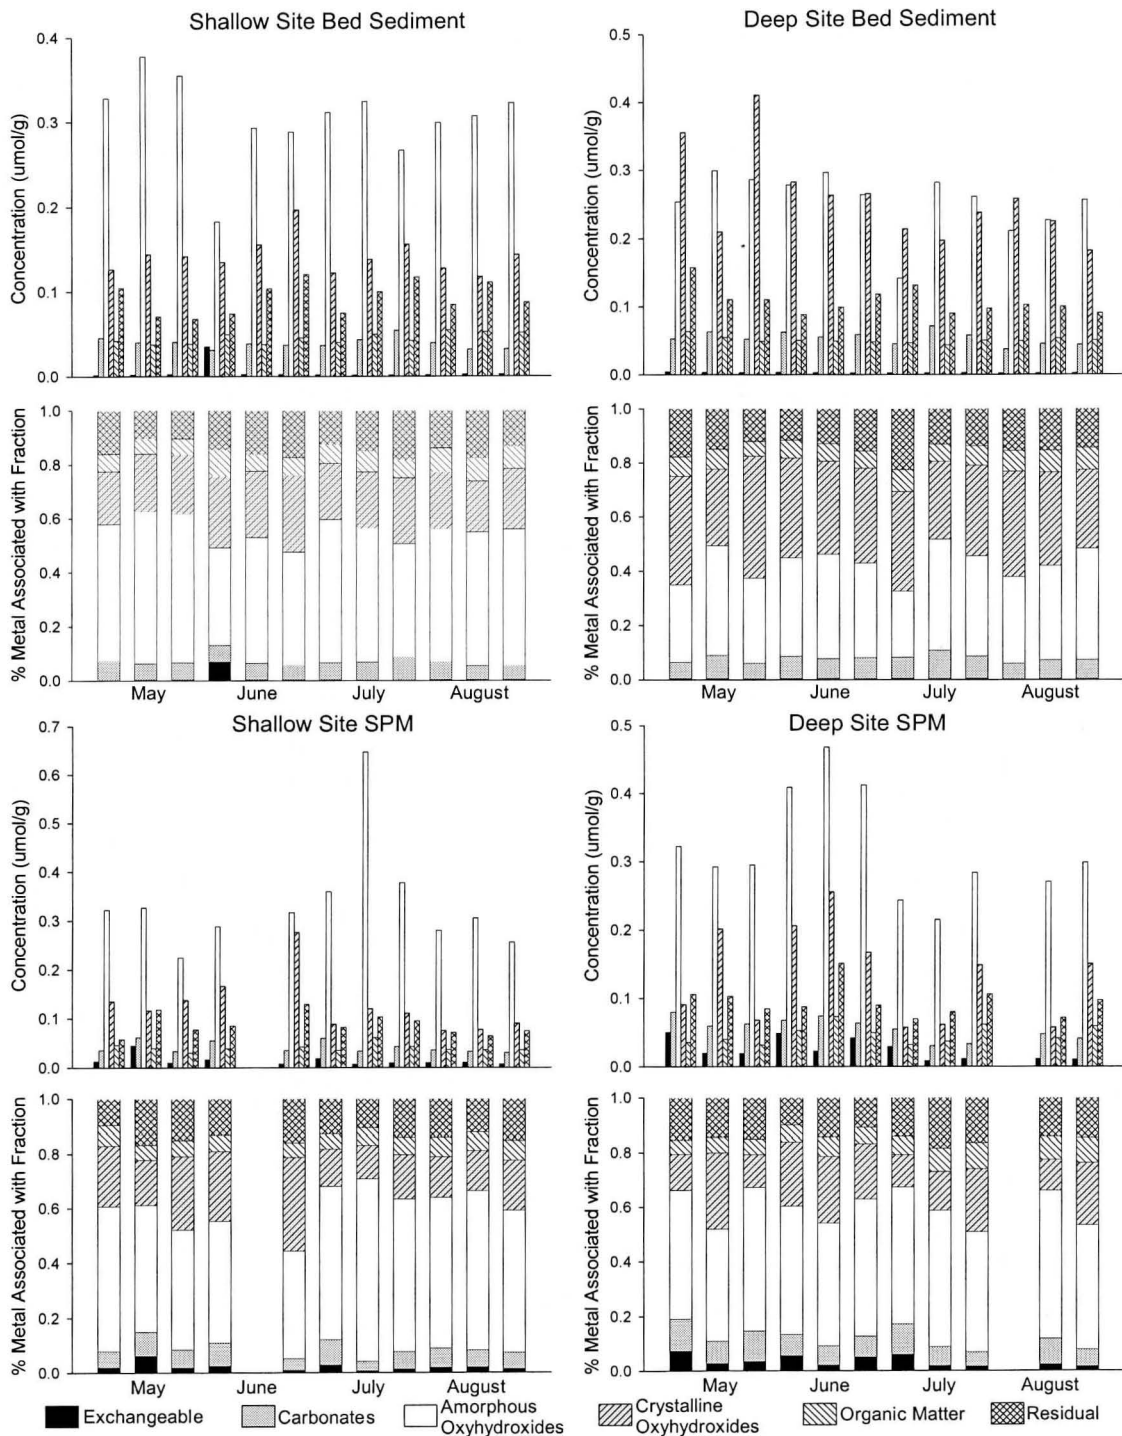 Shallow Site Bed Sediment
Deep Site Bed Sediment
Concentration (umol/g)
0.4
0.3
0.2
0.1
0.0
Concentration (umol/g)
0.5
0.4
0.3
0.2
0.1
0.0
% Metal Associated with Fraction
1.0
0.8
0.6
0.4
0.2
0.0
May June July August
% Metal Associated with Fraction
1.0
0.8
0.6
0.4
0.2
0.0
May June July August
Shallow Site SPM
Deep Site SPM
Concentration (umol/g)
0.7
0.6
0.5
0.4
0.3
0.2
0.1
0.0
Concentration (umol/g)
0.5
0.4
0.3
0.2
0.1
0.0
% Metal Associated with Fraction
1.0
0.8
0.6
0.4
0.2
0.0
May June July August
% Metal Associated with Fraction
1.0
0.8
0.6
0.4
0.2
0.0
May June July August
Exchangeable
Carbonates
Amorphous
Oxyhydroxides
Crystalline
Oxyhydroxides
Organic Matter
Residual